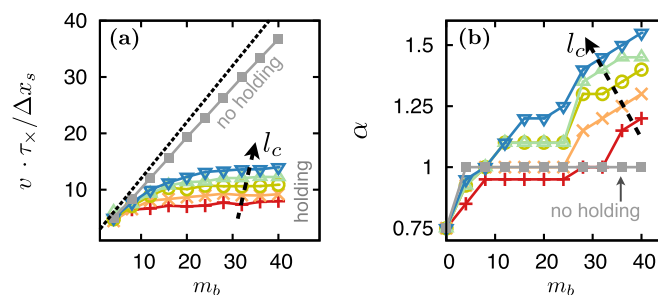 (a)
40
30
20
10
v · τ× / Δxs
no holding
lc
holding
10 20 30 40
mb
(b)
1.5
1.25
1
0.75
α
lc
no holding
0 10 20 30 40
mb